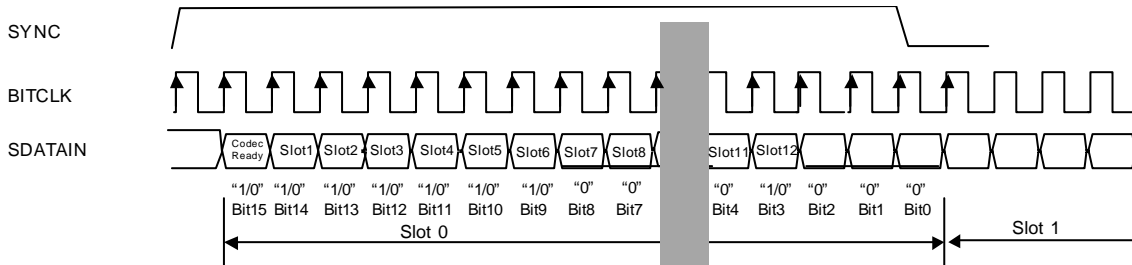 SYNC
BITCLK
SDATAIN
Codec Ready Slot1 Slot2 Slot3 Slot4 Slot5 Slot6 Slot7 Slot8 Slot11 Slot12
“1/0” “1/0” “1/0” “1/0” “1/0” “1/0” “1/0” “0” “0” “0” “1/0” “0” “0” “0”
Bit15 Bit14 Bit13 Bit12 Bit11 Bit10 Bit9 Bit8 Bit7 Bit4 Bit3 Bit2 Bit1 Bit0
Slot 0 Slot 1